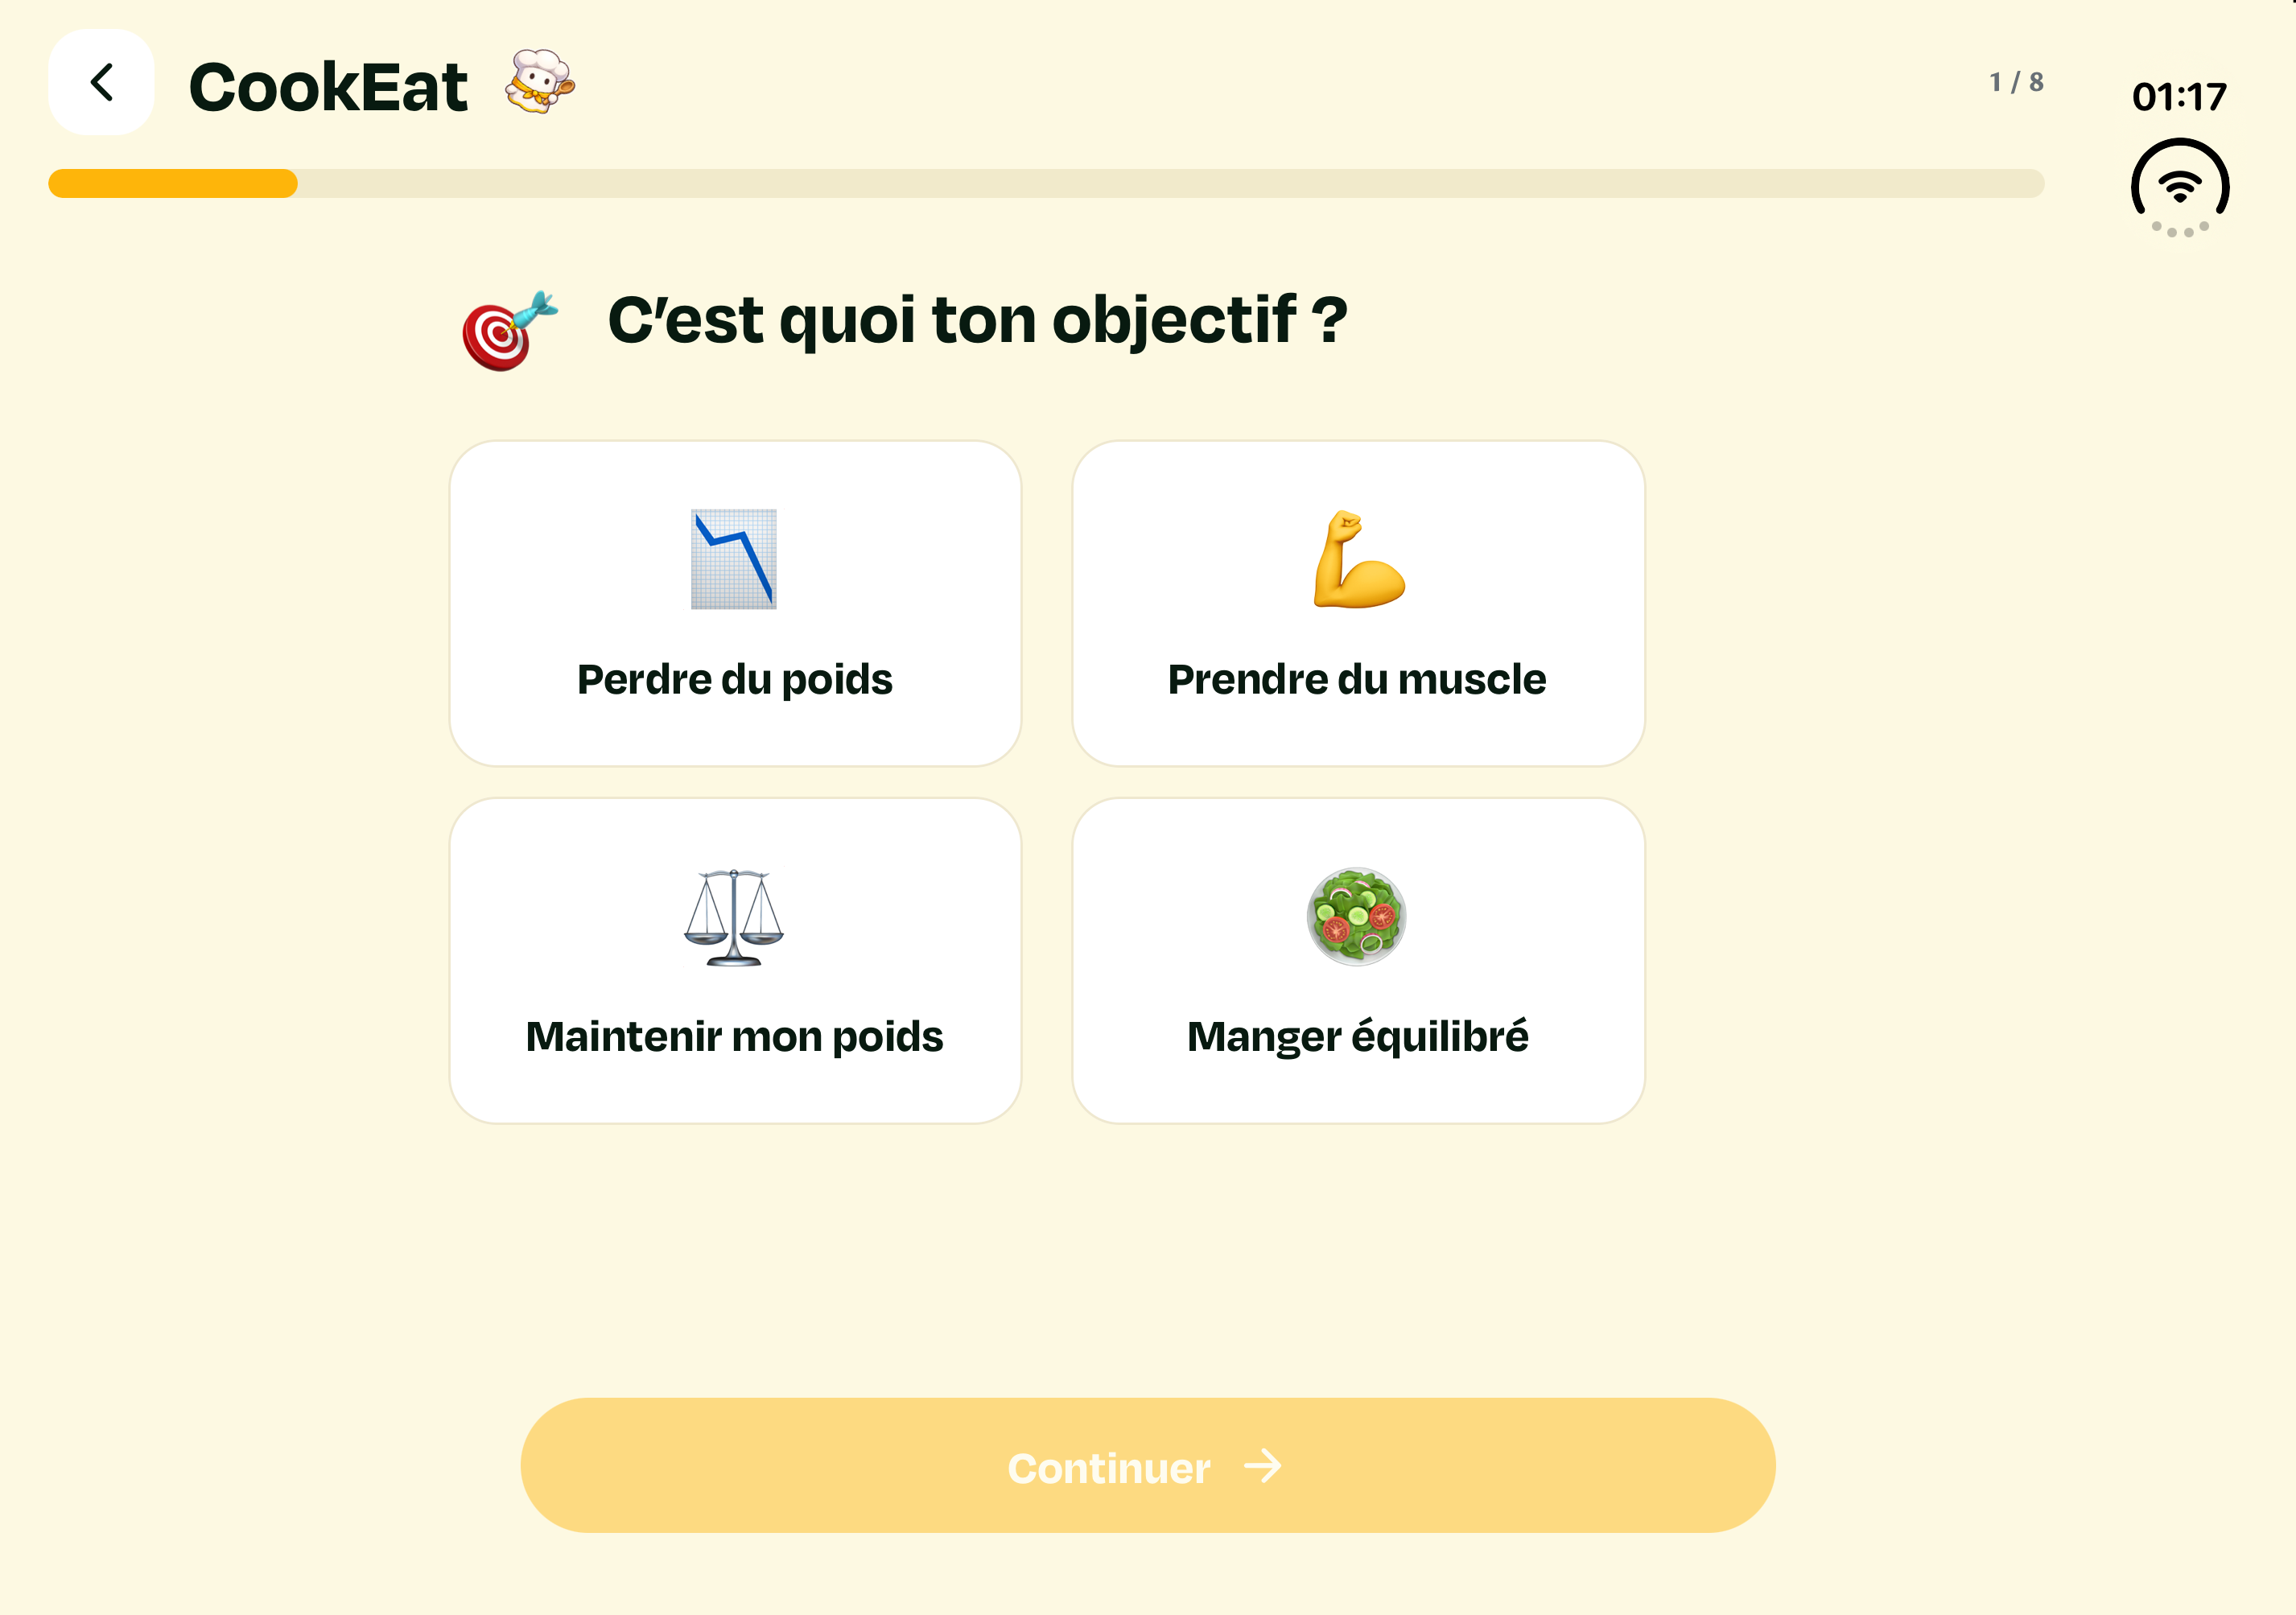 CookEat
1 / 8
01:17
C’est quoi ton objectif ?
Perdre du poids
Prendre du muscle
Maintenir mon poids
Manger équilibré
Continuer